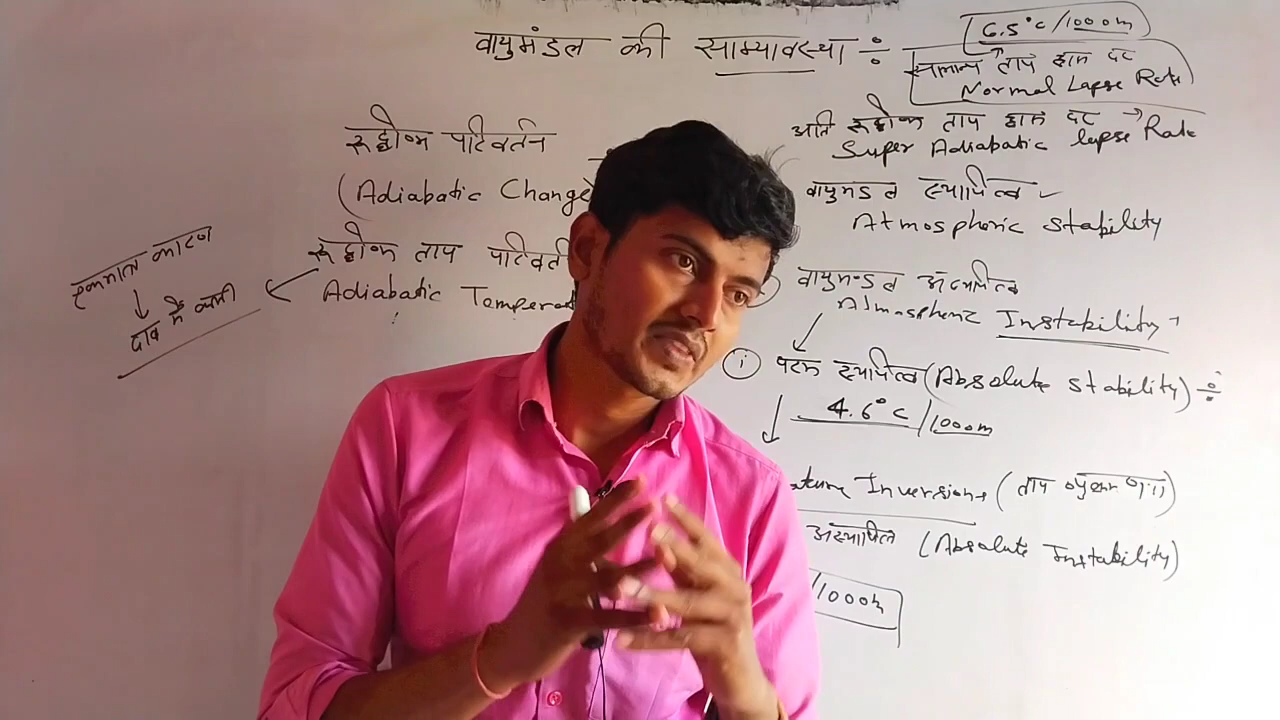 वायुमंडल की साम्यावस्था ÷
6.5°c/1000m
सामान्य ताप ह्रास दर
Normal Lapse Rate
रुद्धोष्म परिवर्तन
(Adiabatic Change
रुद्धोष्म ताप परिवर्त
Adiabatic Temperat
दाब में कमी
अति रुद्धोष्म ताप ह्रास दर → Rate
Super Adiabatic lapse
वायुमंडल स्थायित्व
Atmospheric Stability
वायुमण्डल अस्थायित्व
Atmospheric Instability
(i) परम स्थायित्व (Absolute Stability) ÷
4.6°c/1000m
ature Inversion (ताप
अस्थायित्व (Absolute Instability)
/1000m